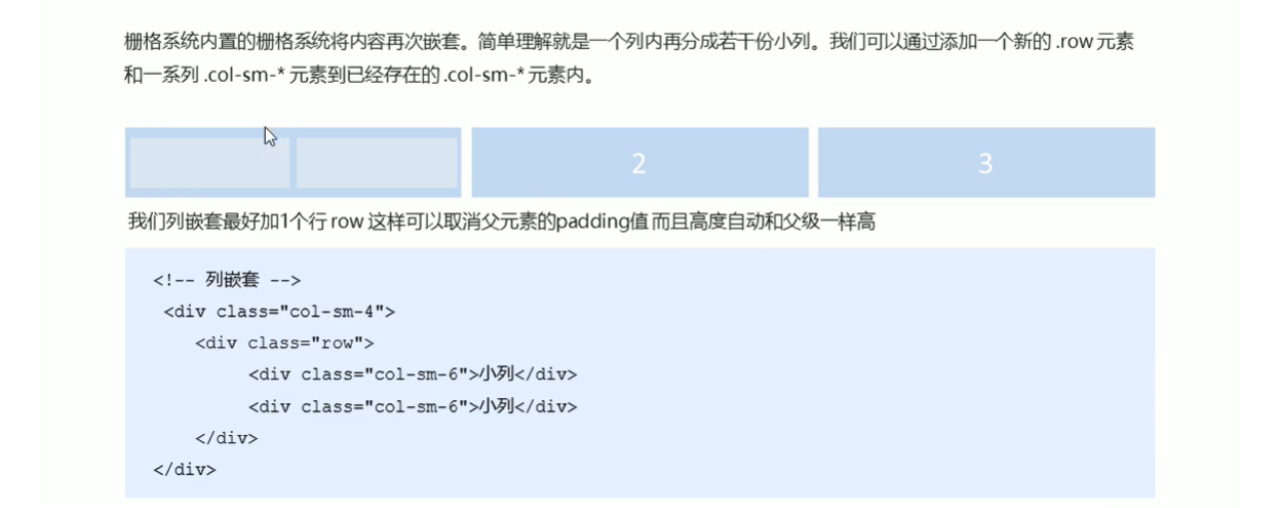 栅格系统内置的栅格系统将内容再次嵌套。简单理解就是一个列内再分成若干份小列。我们可以通过添加一个新的 .row 元素
和一系列 .col-sm-* 元素到已经存在的 .col-sm-* 元素内。
2 3
我们列嵌套最好加1个行 row 这样可以取消父元素的padding值 而且高度自动和父级一样高
<!-- 列嵌套 -->
<div class="col-sm-4">
<div class="row">
<div class="col-sm-6">小列</div>
<div class="col-sm-6">小列</div>
</div>
</div>